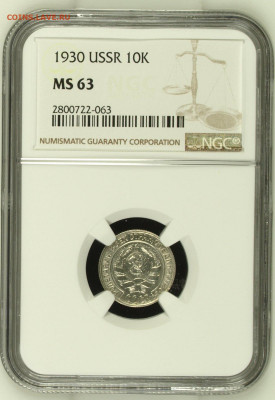 1930 USSR 10K
MS 63
2800722-063
NUMISMATIC GUARANTY CORPORATION
NGC®